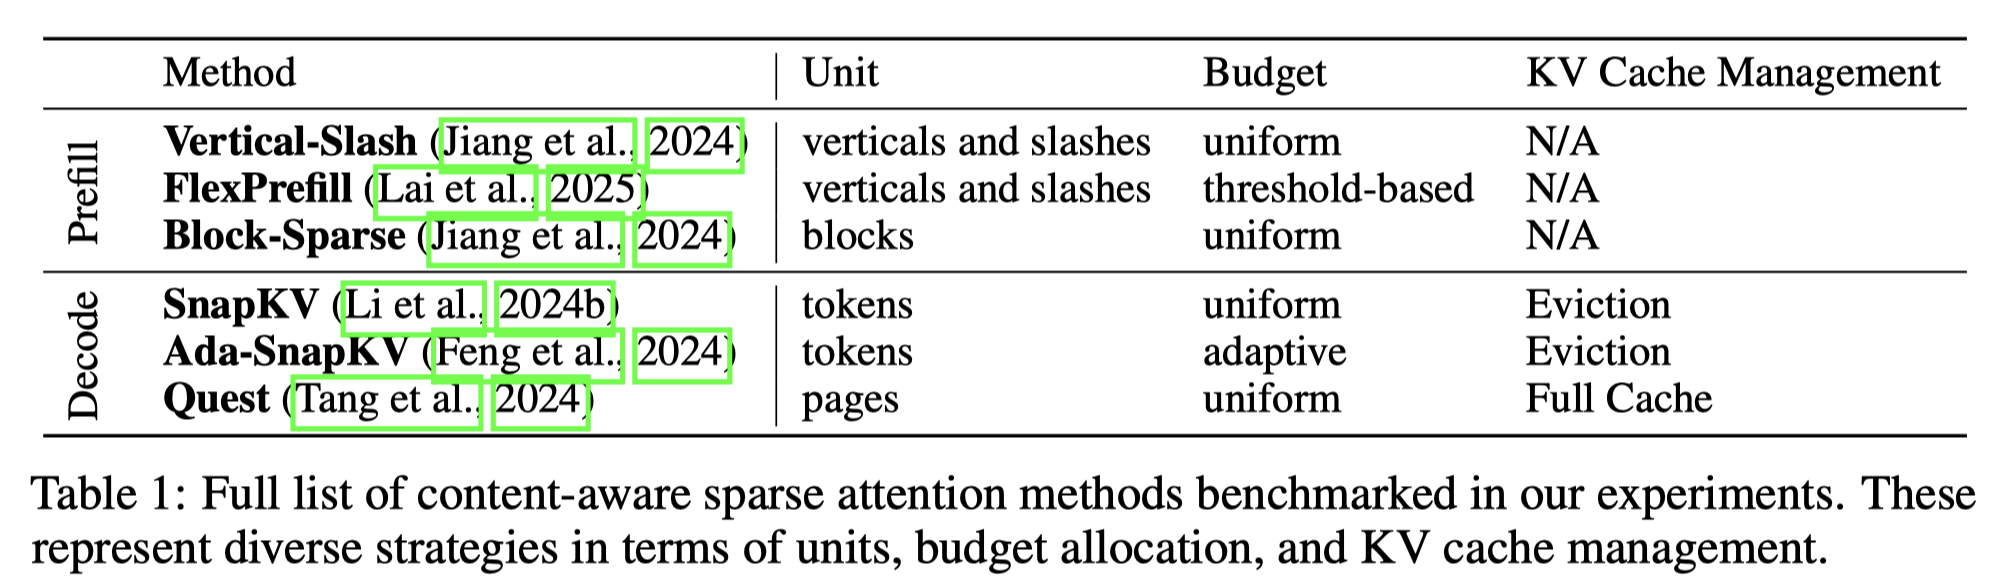 Method Unit Budget KV Cache Management
Prefill
Vertical-Slash (Jiang et al., 2024) verticals and slashes uniform N/A
FlexPrefill (Lai et al., 2025) verticals and slashes threshold-based N/A
Block-Sparse (Jiang et al., 2024) blocks uniform N/A
Decode
SnapKV (Li et al., 2024b) tokens uniform Eviction
Ada-SnapKV (Feng et al., 2024) tokens adaptive Eviction
Quest (Tang et al., 2024) pages uniform Full Cache
Table 1: Full list of content-aware sparse attention methods benchmarked in our experiments. These
represent diverse strategies in terms of units, budget allocation, and KV cache management.